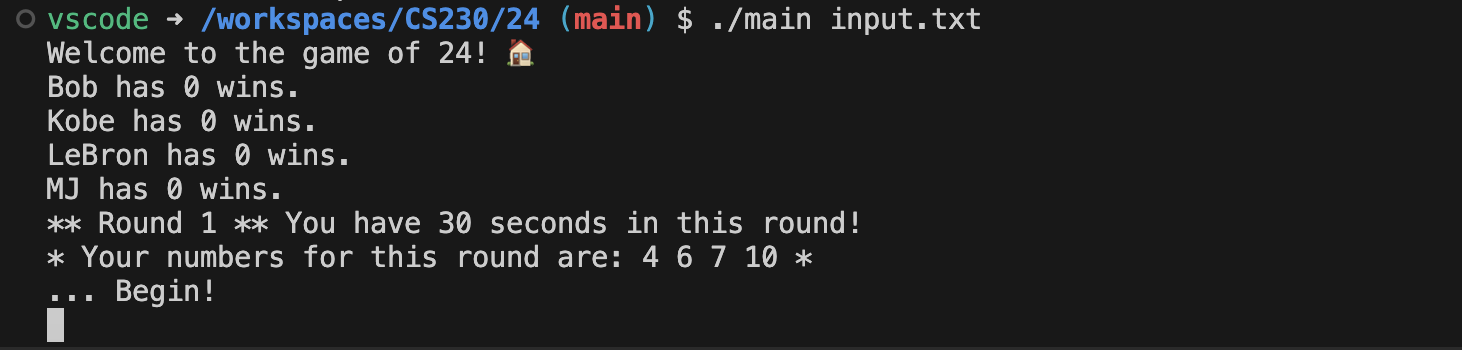 vscode ➜ /workspaces/CS230/24 (main) $ ./main input.txt
Welcome to the game of 24! 🏠
Bob has 0 wins.
Kobe has 0 wins.
LeBron has 0 wins.
MJ has 0 wins.
** Round 1 ** You have 30 seconds in this round!
* Your numbers for this round are: 4 6 7 10 *
... Begin!